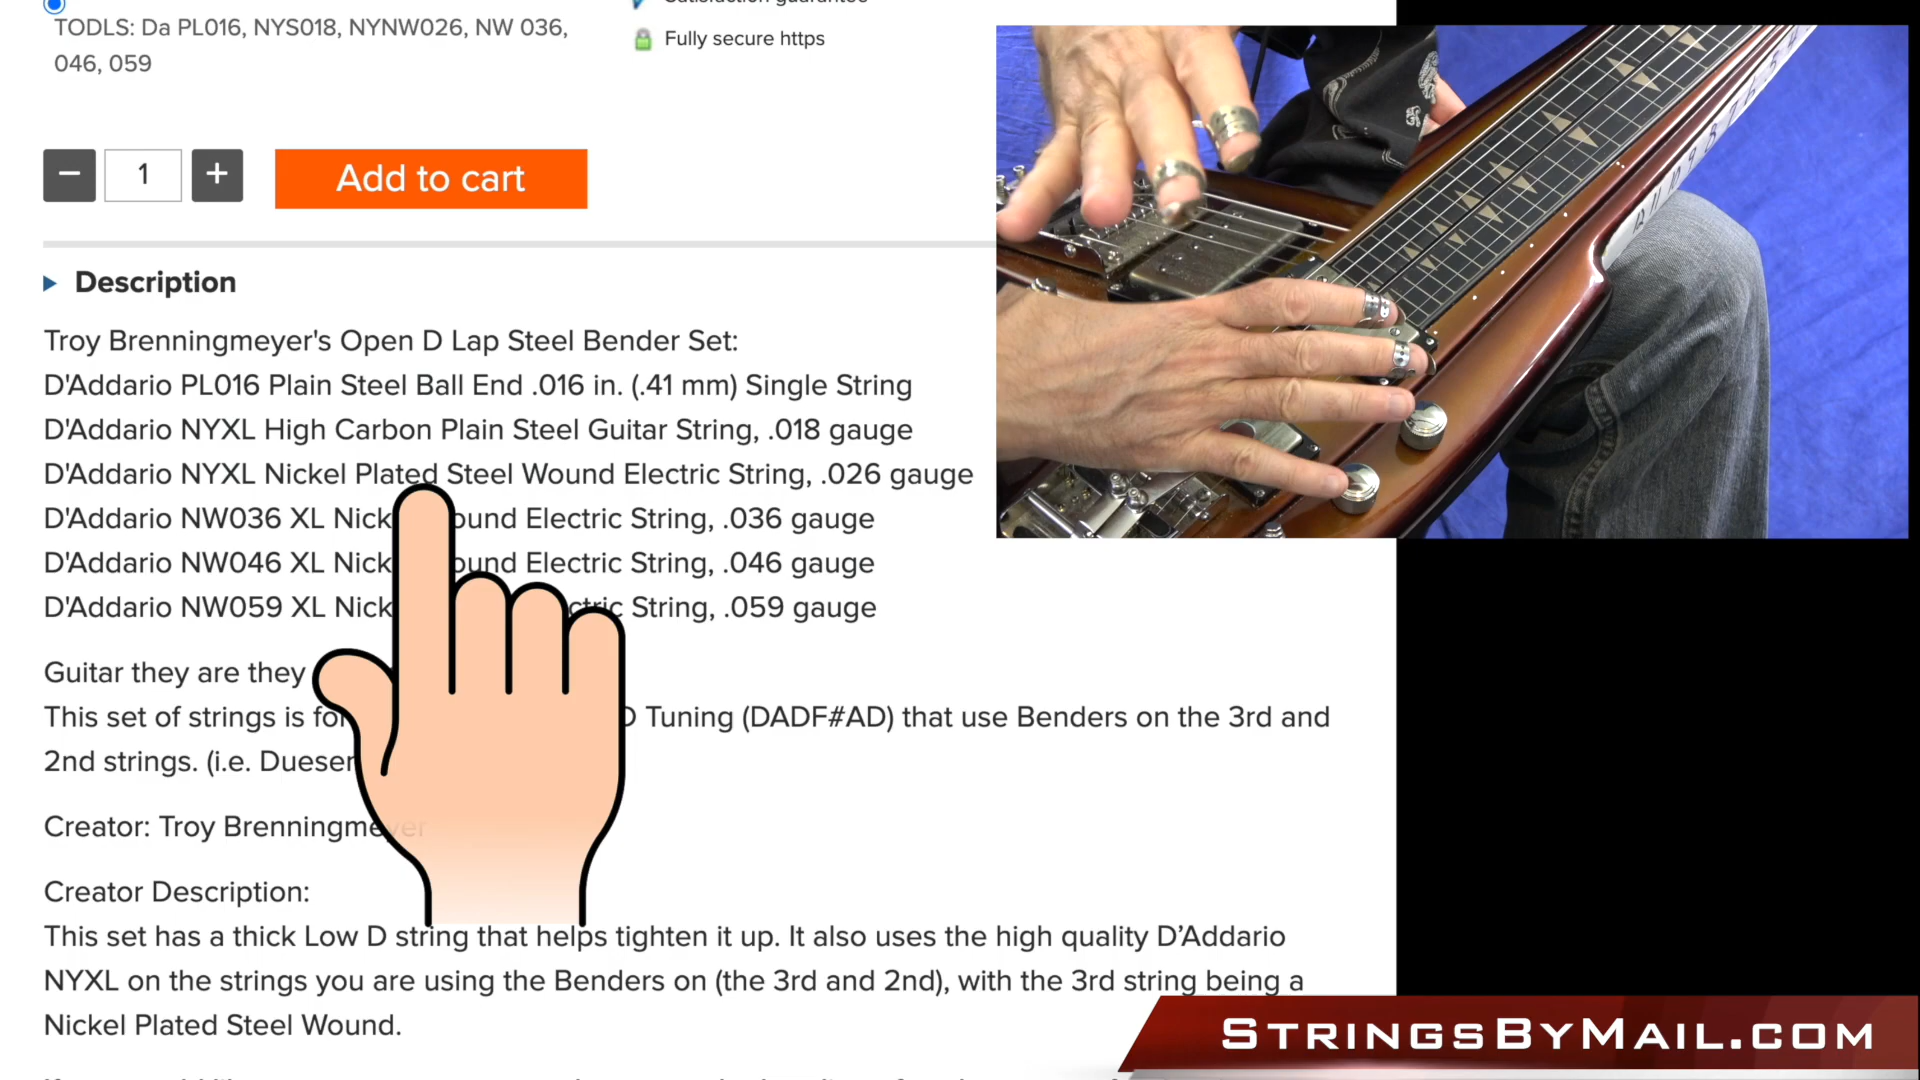 Satisfaction guarantee
TODLS: Da PL016, NYS018, NYNW026, NW 036,
046, 059
Fully secure https
1
Add to cart
Description
Troy Brenningmeyer's Open D Lap Steel Bender Set:
D'Addario PL016 Plain Steel Ball End .016 in. (.41 mm) Single String
D'Addario NYXL High Carbon Plain Steel Guitar String, .018 gauge
D'Addario NYXL Nickel Plated Steel Wound Electric String, .026 gauge
D'Addario NW036 XL Nick ound Electric String, .036 gauge
D'Addario NW046 XL Nick ound Electric String, .046 gauge
D'Addario NW059 XL Nick ctric String, .059 gauge
Guitar they are they
This set of strings is for D Tuning (DADF#AD) that use Benders on the 3rd and
2nd strings. (i.e. Duesen
Creator: Troy Brenningmeyer
Creator Description:
This set has a thick Low D string that helps tighten it up. It also uses the high quality D’Addario
NYXL on the strings you are using the Benders on (the 3rd and 2nd), with the 3rd string being a
Nickel Plated Steel Wound.
STRINGSBYMAIL.COM